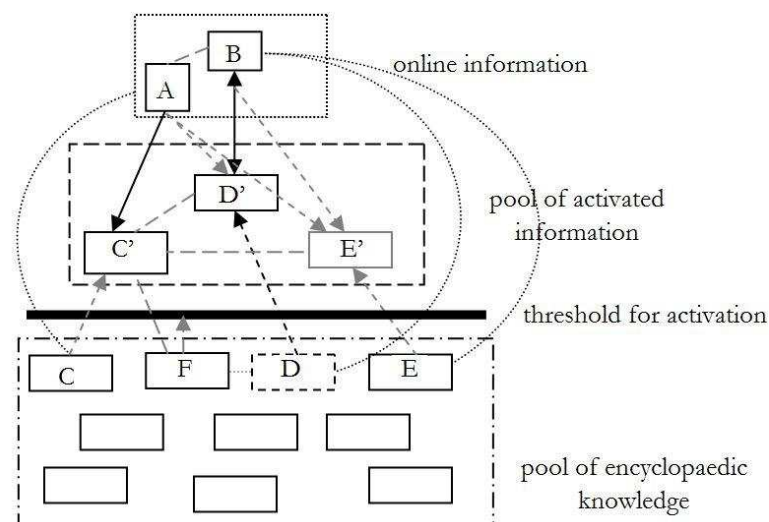 B
online information
A
D'
pool of activated
information
C'
E'
threshold for activation
C
F
D
E
pool of encyclopaedic
knowledge